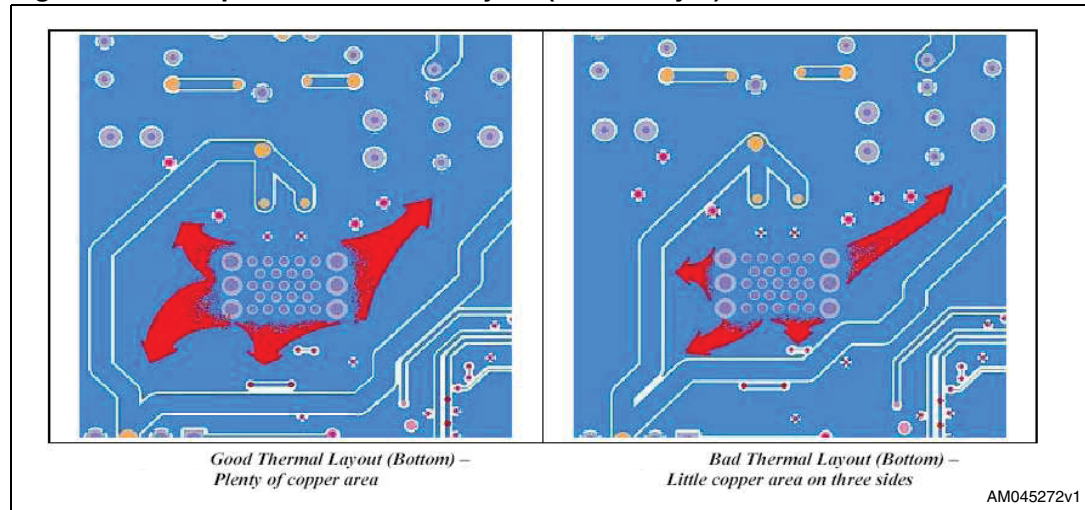 Good Thermal Layout (Bottom) –
Plenty of copper area
Bad Thermal Layout (Bottom) –
Little copper area on three sides
AM045272v1